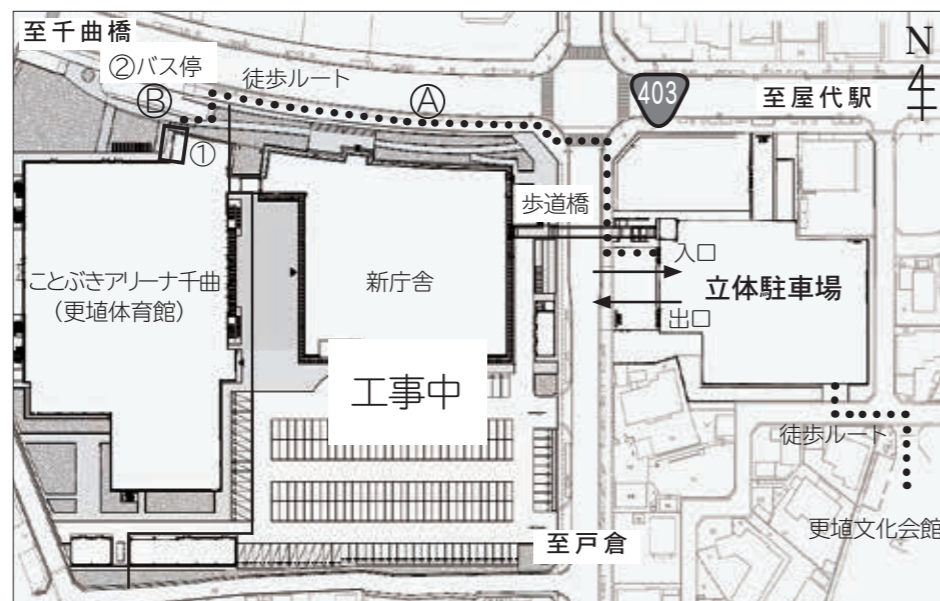 至千曲橋
②バス停
徒歩ルート
Ⓐ
403
N
至屋代駅
Ⓑ
①
歩道橋
入口
ことぶきアリーナ千曲
(更埴体育館)
新庁舎
立体駐車場
出口
工事中
徒歩ルート
至戸倉
更埴文化会館